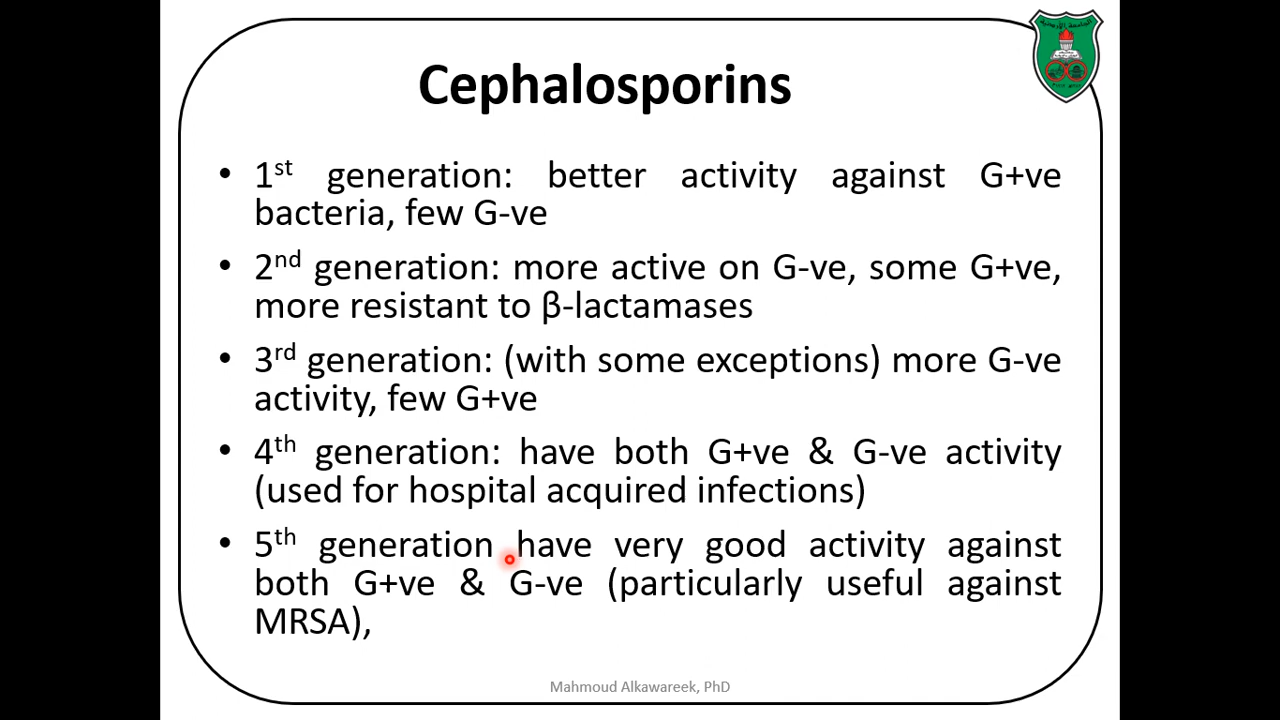 Cephalosporins
• 1st generation: better activity against G+ve
bacteria, few G-ve
• 2nd generation: more active on G-ve, some G+ve,
more resistant to β-lactamases
• 3rd generation: (with some exceptions) more G-ve
activity, few G+ve
• 4th generation: have both G+ve & G-ve activity
(used for hospital acquired infections)
• 5th generation have very good activity against
both G+ve & G-ve (particularly useful against
MRSA),
Mahmoud Alkawareek, PhD